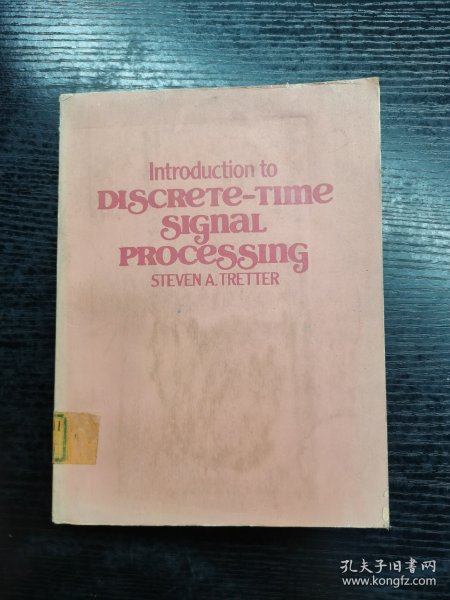 Introduction to
DISCRETE-TIME
SIGNAL
PROCESSING
STEVEN A. TRETTER
孔夫子旧书网
www.kongfz.com